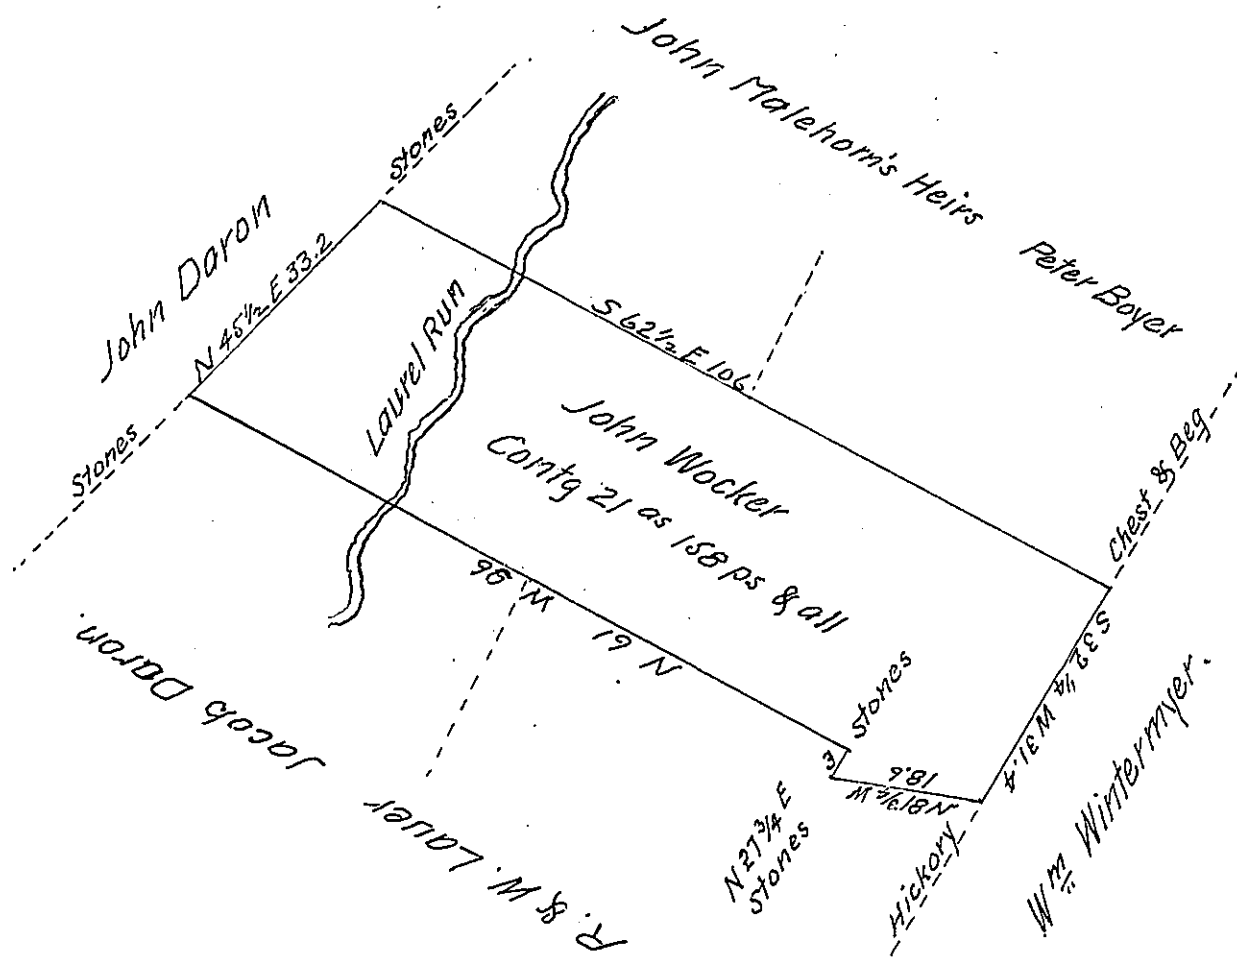 John Malehorn's Heirs
Peter Boyer
Stones
John Daron
N 45½ E 33.2
Stones
Laurel Run
S 62½ E 106.
John Wocker
Contg 21 as 158 ps & all
Chest & Beg
S 32¼ W 31.4
Wm Wintermyer.
Hickory
N 81¾ W
18.6
N 27¾ E
3
Stones
Stones
N 61 W 96
R. & W. Lauer
Jacob Daron.